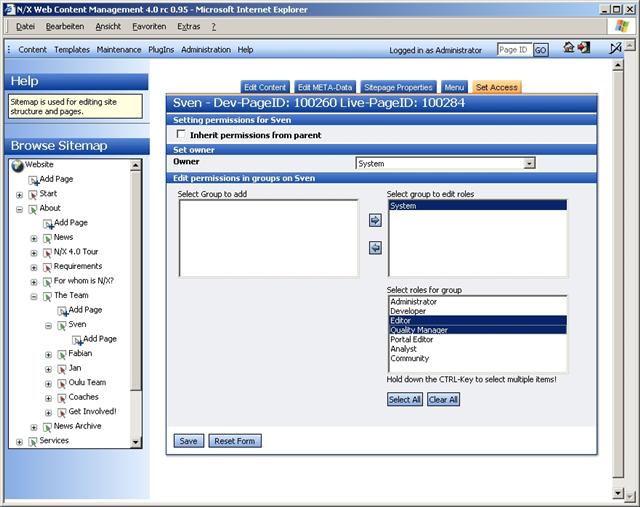 N/X Web Content Management 4.0 rc 0.95 - Microsoft Internet Explorer
Datei Bearbeiten Ansicht Favoriten Extras ?
Content Templates Maintenance PlugIns Administration Help Logged in as Administrator Page ID GO
Help
Sitemap is used for editing site
structure and pages.
Browse Sitemap
Website
Add Page
Start
About
Add Page
News
N/X 4.0 Tour
Requirements
For whom is N/X?
The Team
Add Page
Sven
Add Page
Fabian
Jan
Oulu Team
Coaches
Get Involved!
News Archive
Services
Edit Content Edit META-Data Sitepage Properties Menu Set Access
Sven - Dev-PageID: 100260 Live-PageID: 100284
Setting permissions for Sven
Inherit permissions from parent
Set owner
Owner System
Edit permissions in groups on Sven
Select Group to add
Select group to edit roles
System
Select roles for group
Administrator
Developer
Editor
Quality Manager
Portal Editor
Analyst
Community
Hold down the CTRL-Key to select multiple items!
Select All Clear All
Save Reset Form